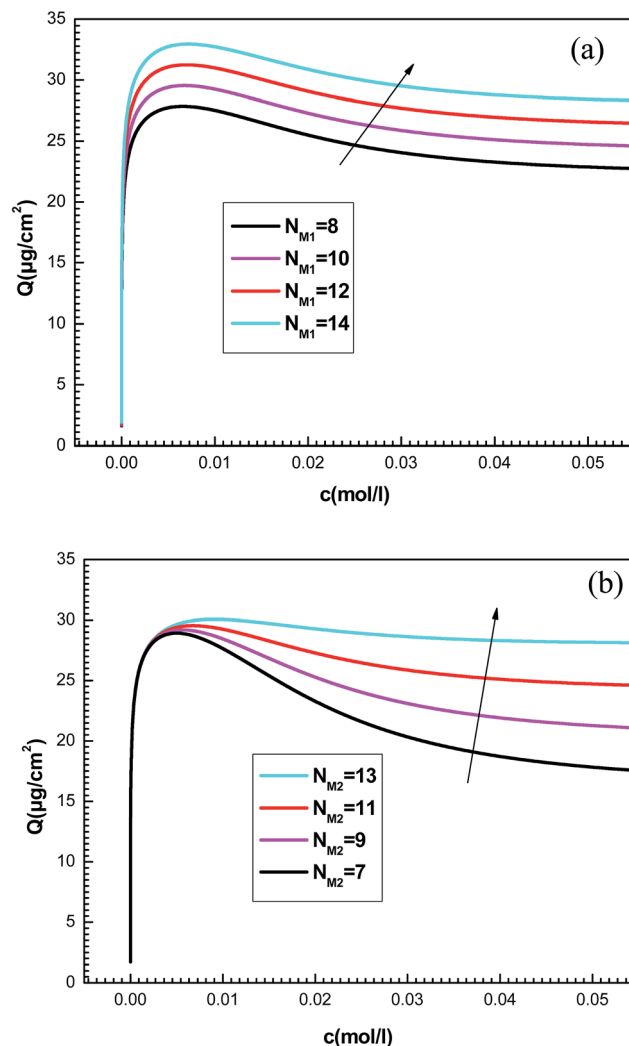 (a)
35
30
25
20
15
10
5
0
Q(μg/cm²)
N_M1=8
N_M1=10
N_M1=12
N_M1=14
0.00 0.01 0.02 0.03 0.04 0.05
c(mol/l)
(b)
35
30
25
20
15
10
5
0
Q(μg/cm²)
N_M2=13
N_M2=11
N_M2=9
N_M2=7
0.00 0.01 0.02 0.03 0.04 0.05
c(mol/l)